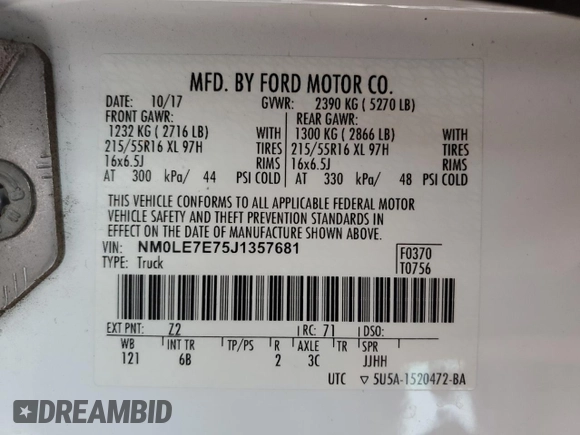 MFD. BY FORD MOTOR CO.
DATE: 10/17 GVWR: 2390 KG ( 5270 LB)
FRONT GAWR: REAR GAWR:
1232 KG ( 2716 LB) WITH 1300 KG ( 2866 LB) WITH
215/55R16 XL 97H TIRES 215/55R16 XL 97H TIRES
16x6.5J RIMS 16x6.5J RIMS
AT 300 kPa/ 44 PSI COLD AT 330 kPa/ 48 PSI COLD
THIS VEHICLE CONFORMS TO ALL APPLICABLE FEDERAL MOTOR
VEHICLE SAFETY AND THEFT PREVENTION STANDARDS IN
EFFECT ON THE DATE OF MANUFACTURE SHOWN ABOVE.
VIN: NM0LE7E75J1357681 F0370
TYPE: Truck T0756
EXT PNT: Z2 RC: 71 DSO:
WB INT TR TP/PS R AXLE TR SPR
121 6B 2 3C JJHH
UTC ▽ 5U5A-1520472-BA
DREAMBID